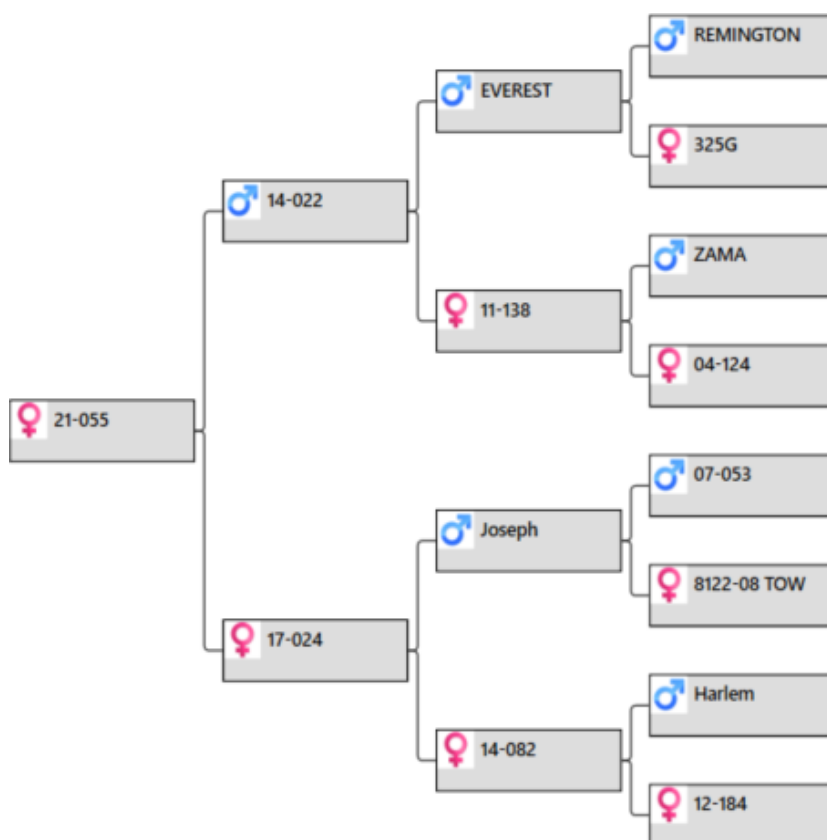 REMINGTON
EVEREST
325G
14-022
ZAMA
11-138
04-124
21-055
07-053
Joseph
8122-08 TOW
17-024
Harlem
14-082
12-184